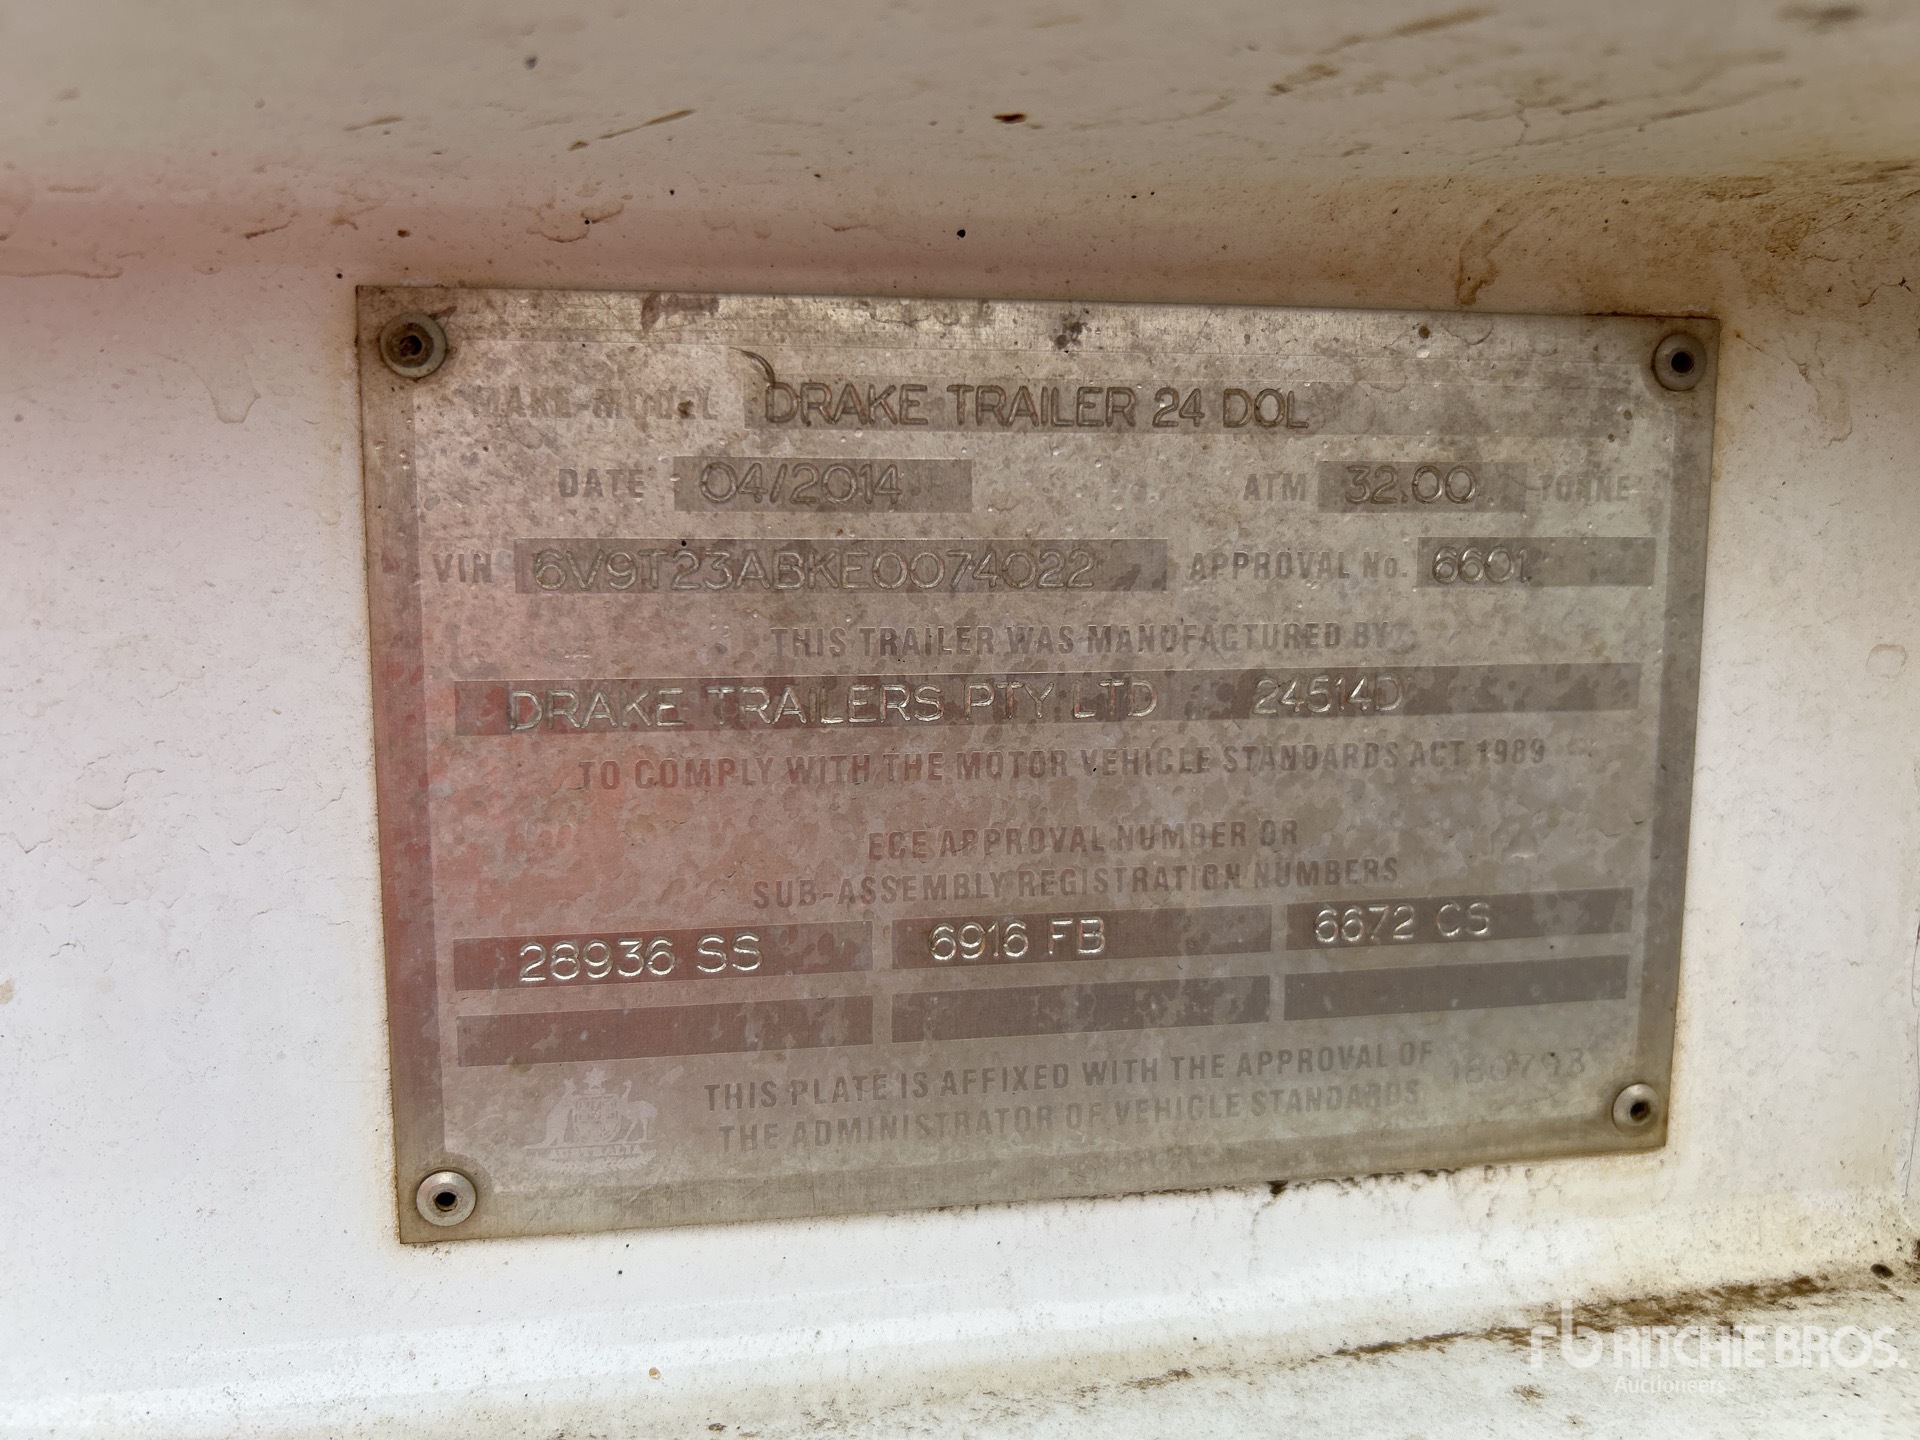 MAKE-MODEL DRAKE TRAILER 24 DOL
DATE 04/2014 ATM 32.00 TONNE
VIN 6V9T23ABKE0074022 APPROVAL No. 6601
THIS TRAILER WAS MANUFACTURED BY
DRAKE TRAILERS PTY LTD 24514D
TO COMPLY WITH THE MOTOR VEHICLE STANDARDS ACT 1989
ECE APPROVAL NUMBER OR
SUB-ASSEMBLY REGISTRATION NUMBERS
28936 SS 6916 FB 6672 CS
THIS PLATE IS AFFIXED WITH THE APPROVAL OF
THE ADMINISTRATOR OF VEHICLE STANDARDS
AUSTRALIA
rb RITCHIE BROS.
Auctioneers